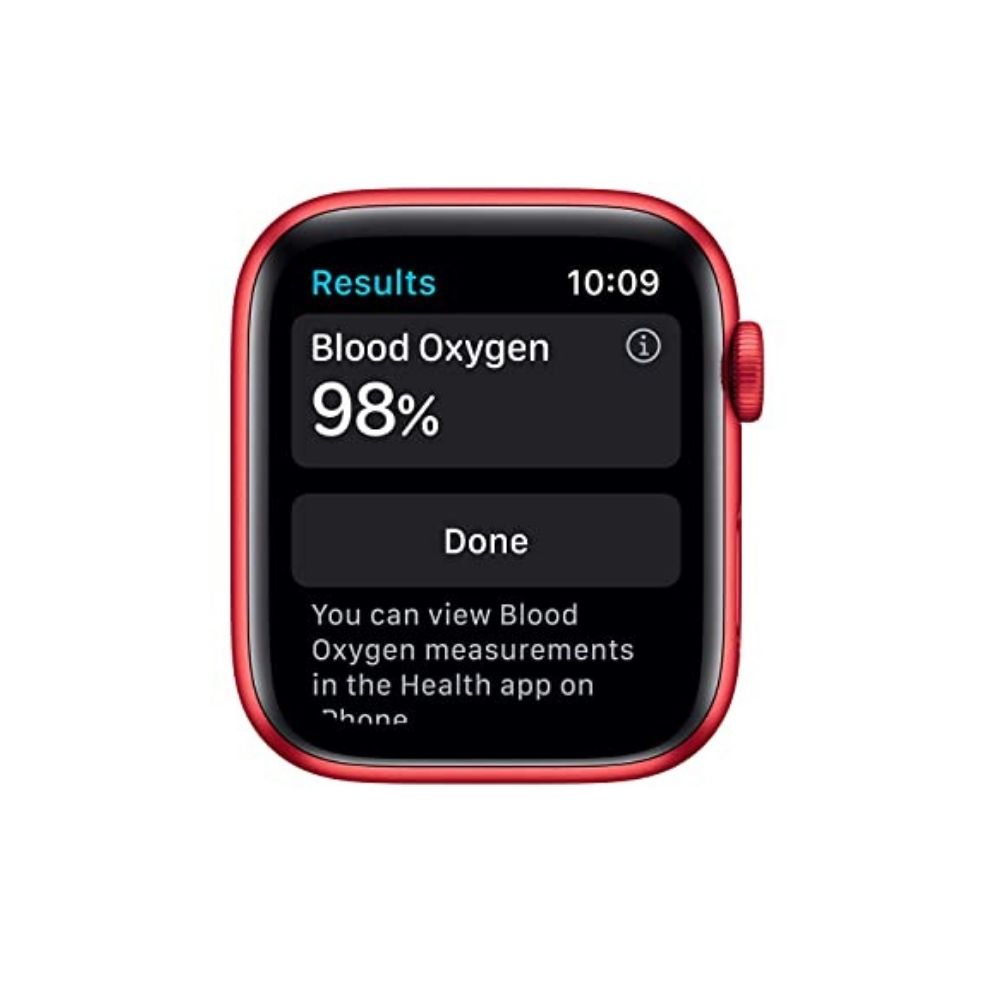 Results 10:09
Blood Oxygen
98%
Done
You can view Blood
Oxygen measurements
in the Health app on